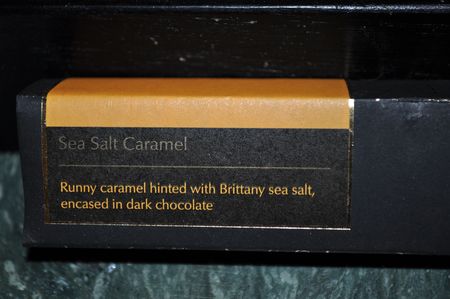 Sea Salt Caramel
Runny caramel hinted with Brittany sea salt,
encased in dark chocolate